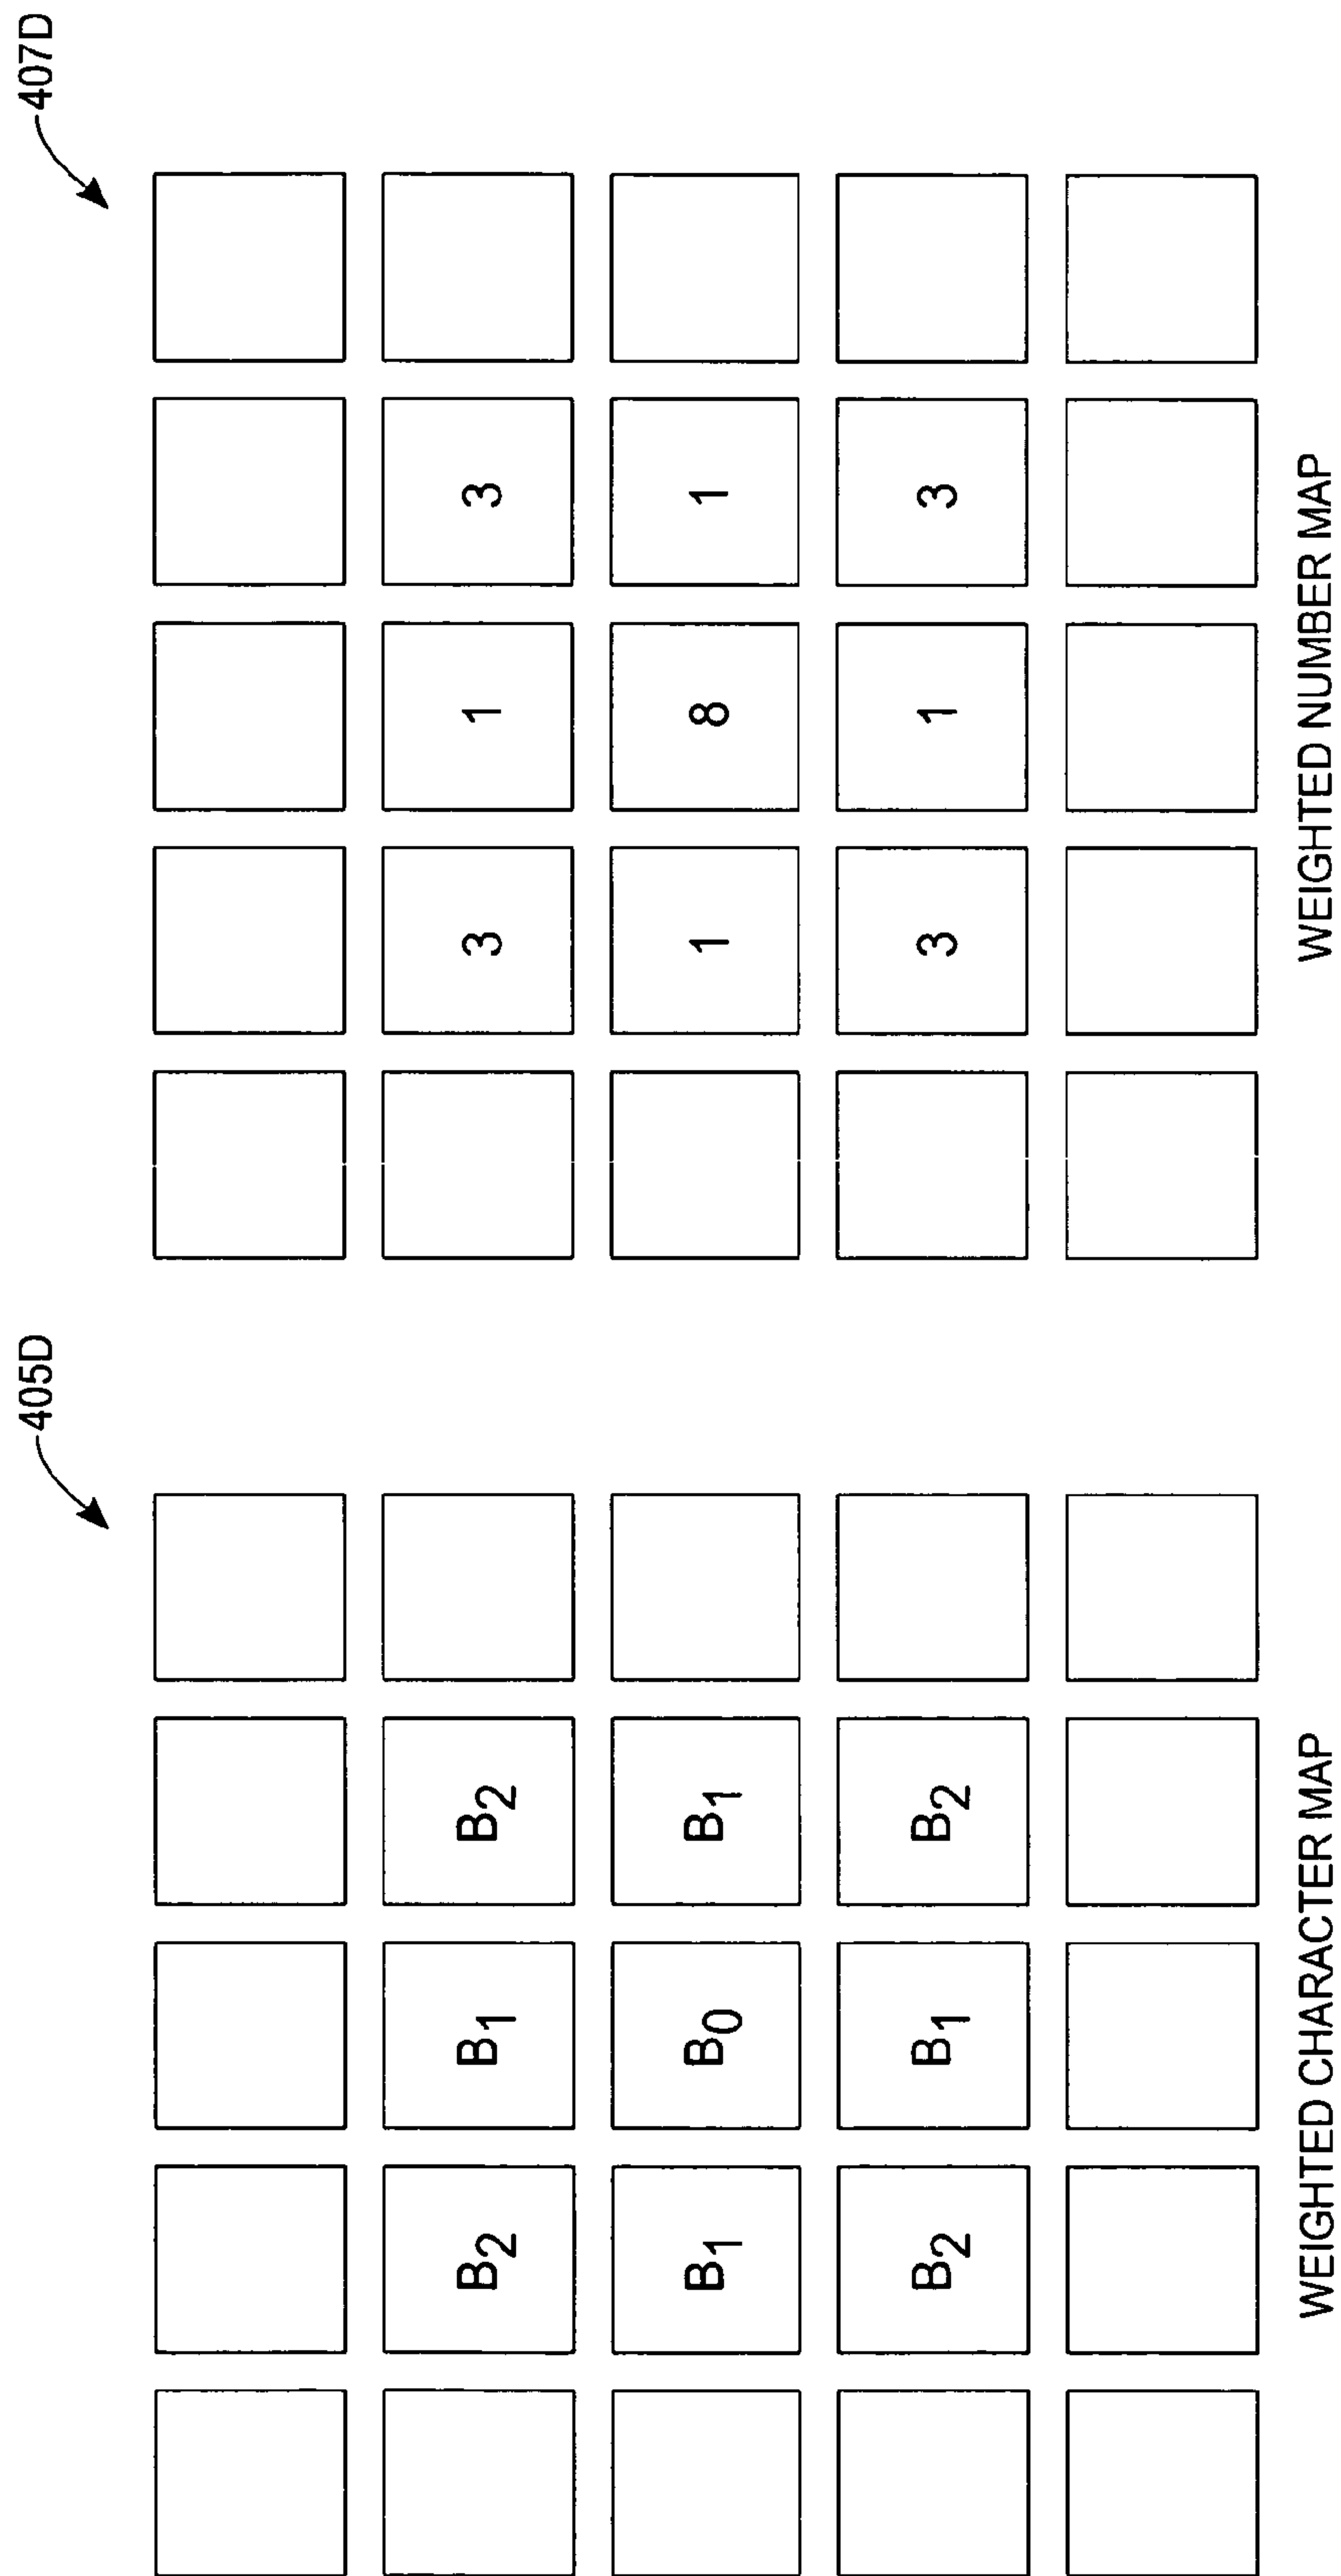 405D
B₂ B₁ B₂
B₁ B₀ B₁
B₂ B₁ B₂
WEIGHTED CHARACTER MAP
407D
3 1 3
1 8 1
3 1 3
WEIGHTED NUMBER MAP